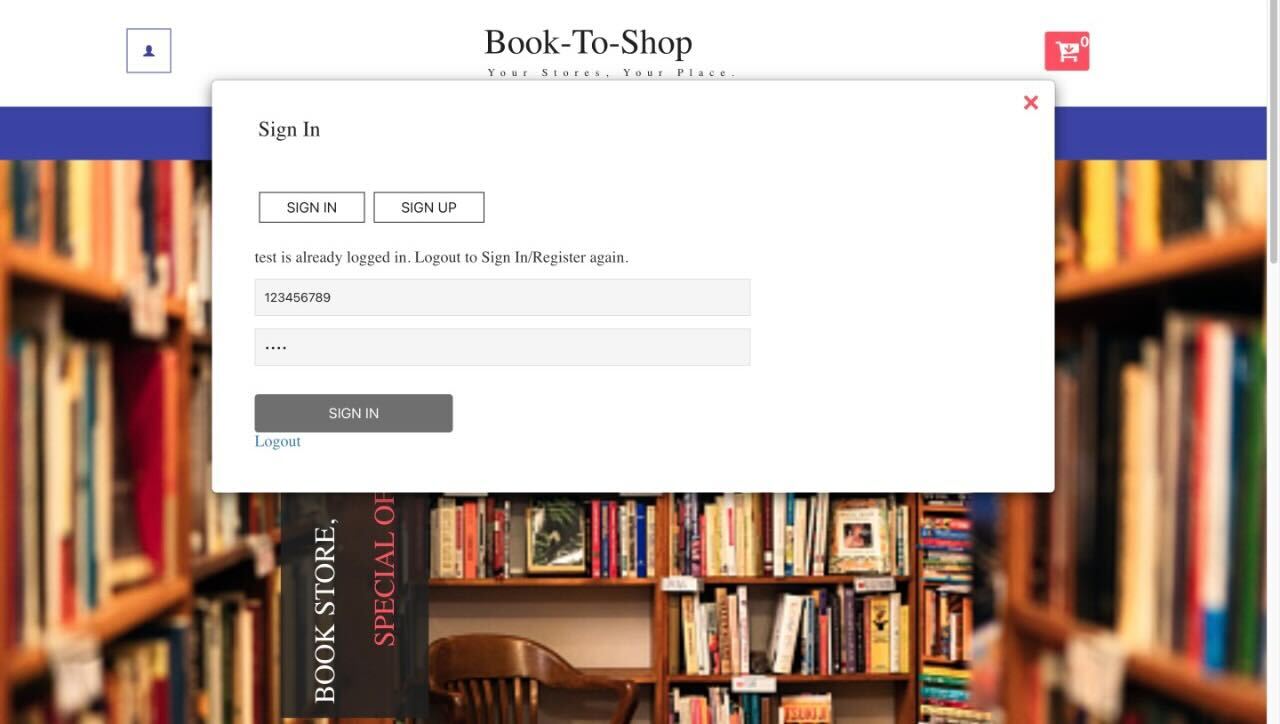 Book-To-Shop
0
Your Stores, Your Place.
Sign In
SIGN IN
SIGN UP
test is already logged in. Logout to Sign In/Register again.
123456789
....
SIGN IN
Logout
BOOK STORE,
SPECIAL OF